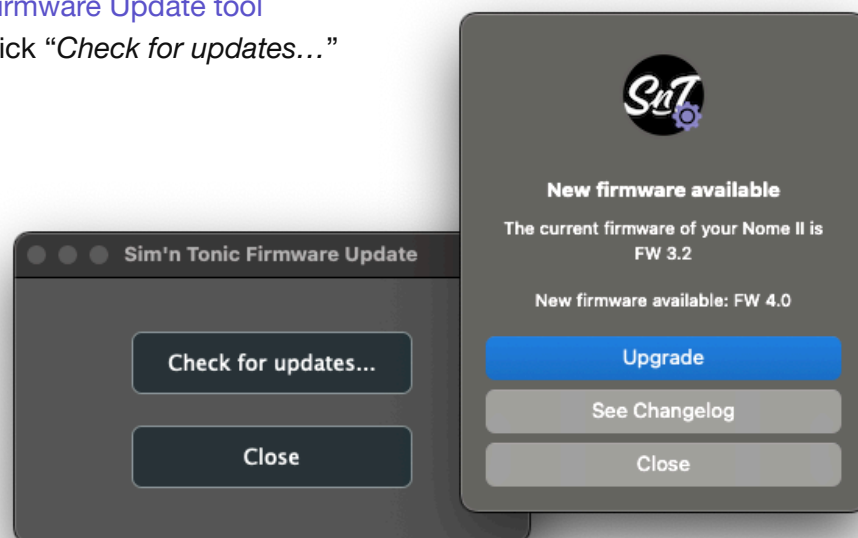 irmware Update tool
ick “Check for updates…”
SnT
New firmware available
The current firmware of your Nome II is
FW 3.2
New firmware available: FW 4.0
Sim'n Tonic Firmware Update
Check for updates...
Close
Upgrade
See Changelog
Close